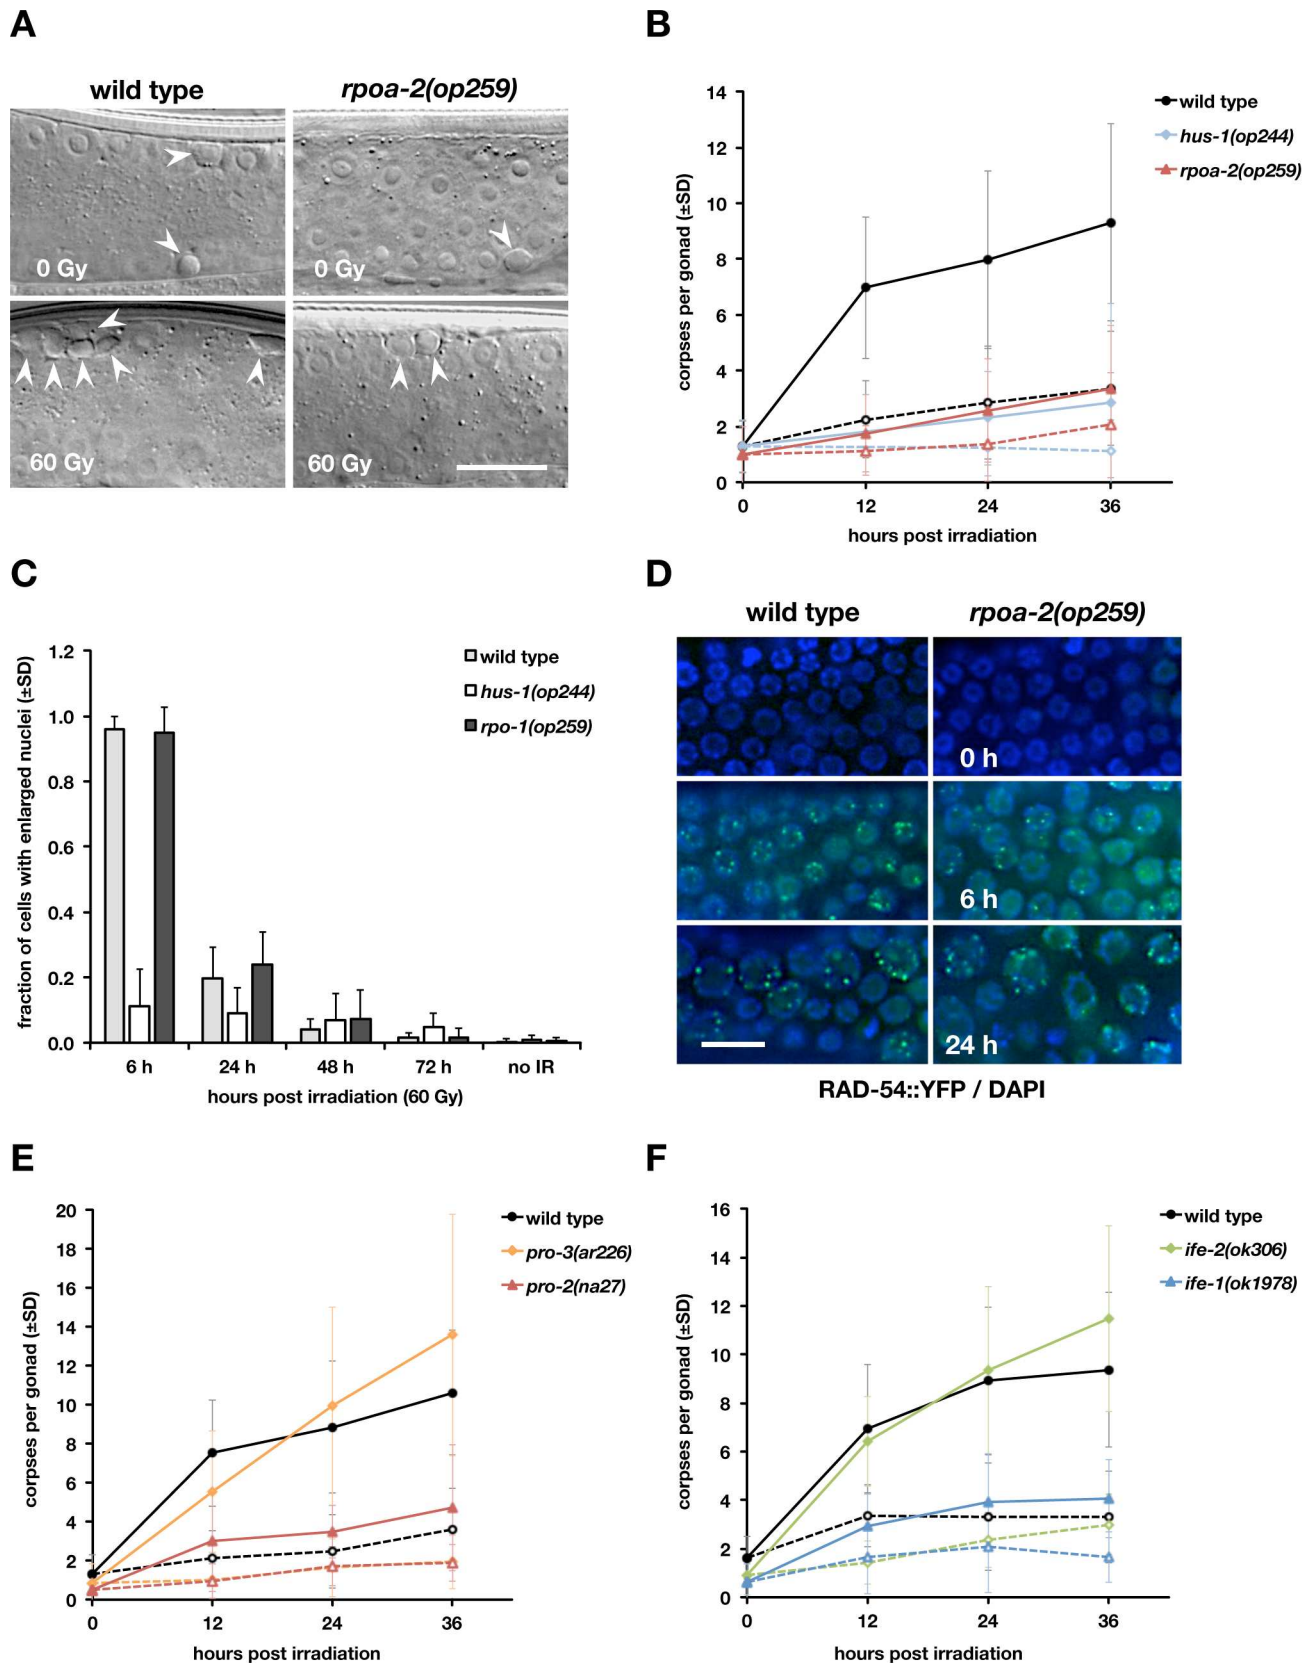 A
wild type
rpoa-2(op259)
0 Gy
0 Gy
60 Gy
60 Gy
B
14
12
10
8
6
4
2
0
corpses per gonad (±SD)
0
12
24
36
hours post irradiation
wild type
hus-1(op244)
rpoa-2(op259)
C
1.2
1.0
0.8
0.6
0.4
0.2
0.0
fraction of cells with enlarged nuclei (±SD)
wild type
hus-1(op244)
rpo-1(op259)
6 h
24 h
48 h
72 h
no IR
hours post irradiation (60 Gy)
D
wild type
rpoa-2(op259)
0 h
6 h
24 h
RAD-54::YFP / DAPI
E
20
18
16
14
12
10
8
6
4
2
0
corpses per gonad (±SD)
0
12
24
36
hours post irradiation
wild type
pro-3(ar226)
pro-2(na27)
F
16
14
12
10
8
6
4
2
0
corpses per gonad (±SD)
0
12
24
36
hours post irradiation
wild type
ife-2(ok306)
ife-1(ok1978)